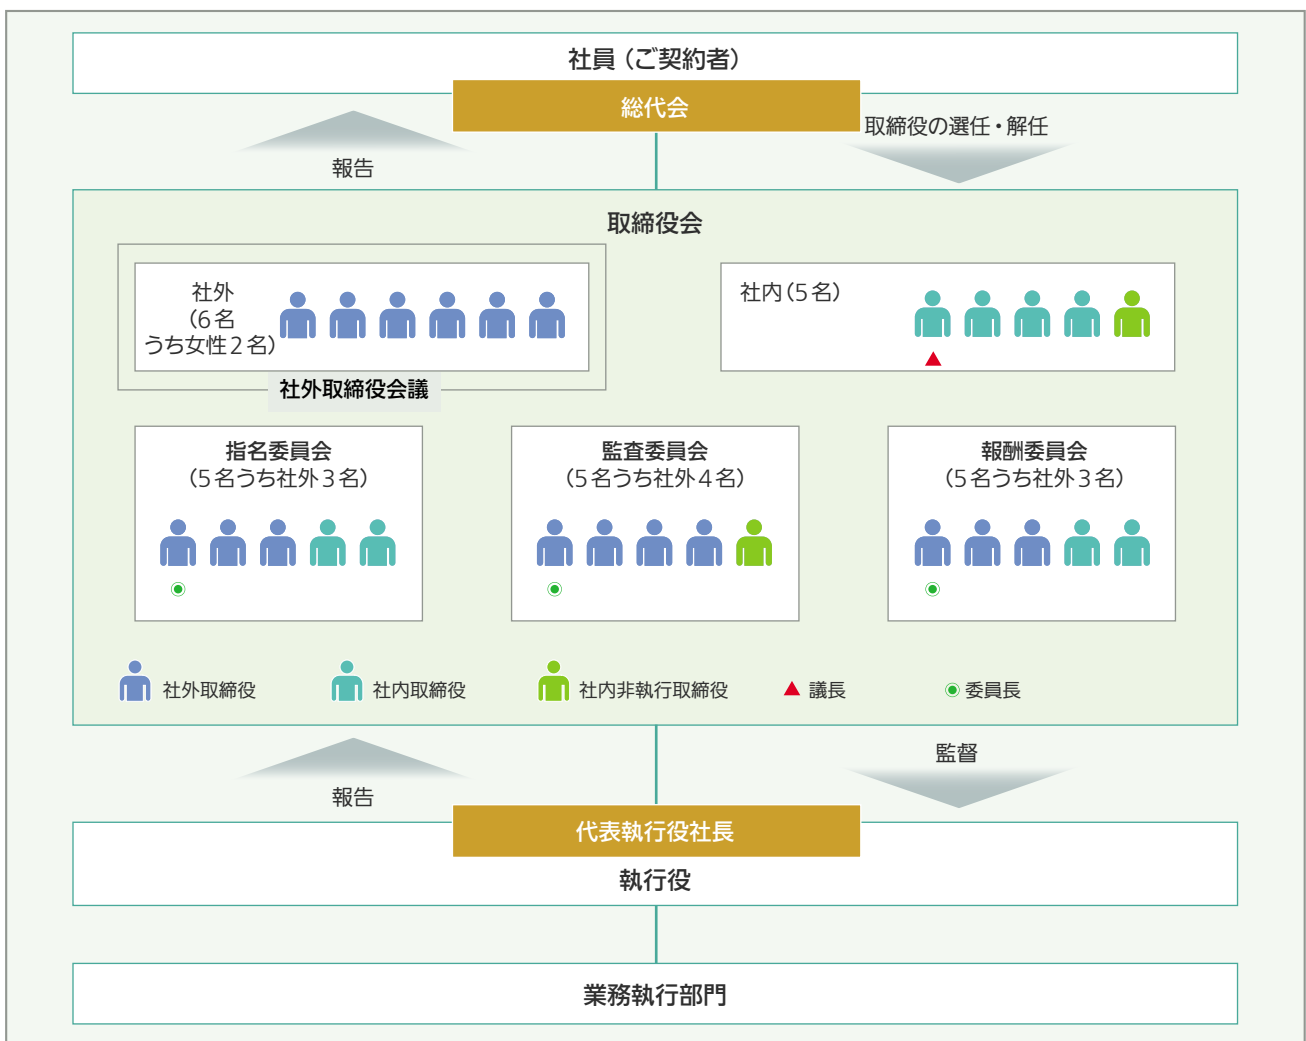 社員（ご契約者）
総代会
取締役の選任・解任
報告
取締役会
社外
（6名
うち女性2名）
社内（5名）
社外取締役会議
指名委員会
（5名うち社外3名）
監査委員会
（5名うち社外4名）
報酬委員会
（5名うち社外3名）
社外取締役
社内取締役
社内非執行取締役
議長
委員長
監督
報告
代表執行役社長
執行役
業務執行部門